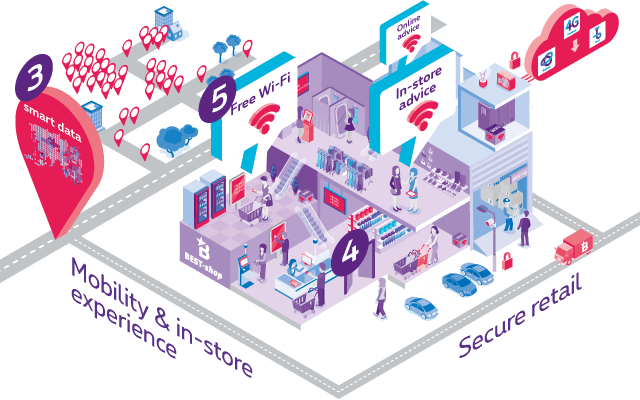 Online
advice
4G
3
5
Free Wi-Fi
In-store
advice
smart data
B
BEST-shop
4
B
Mobility & in-store
experience
Secure retail